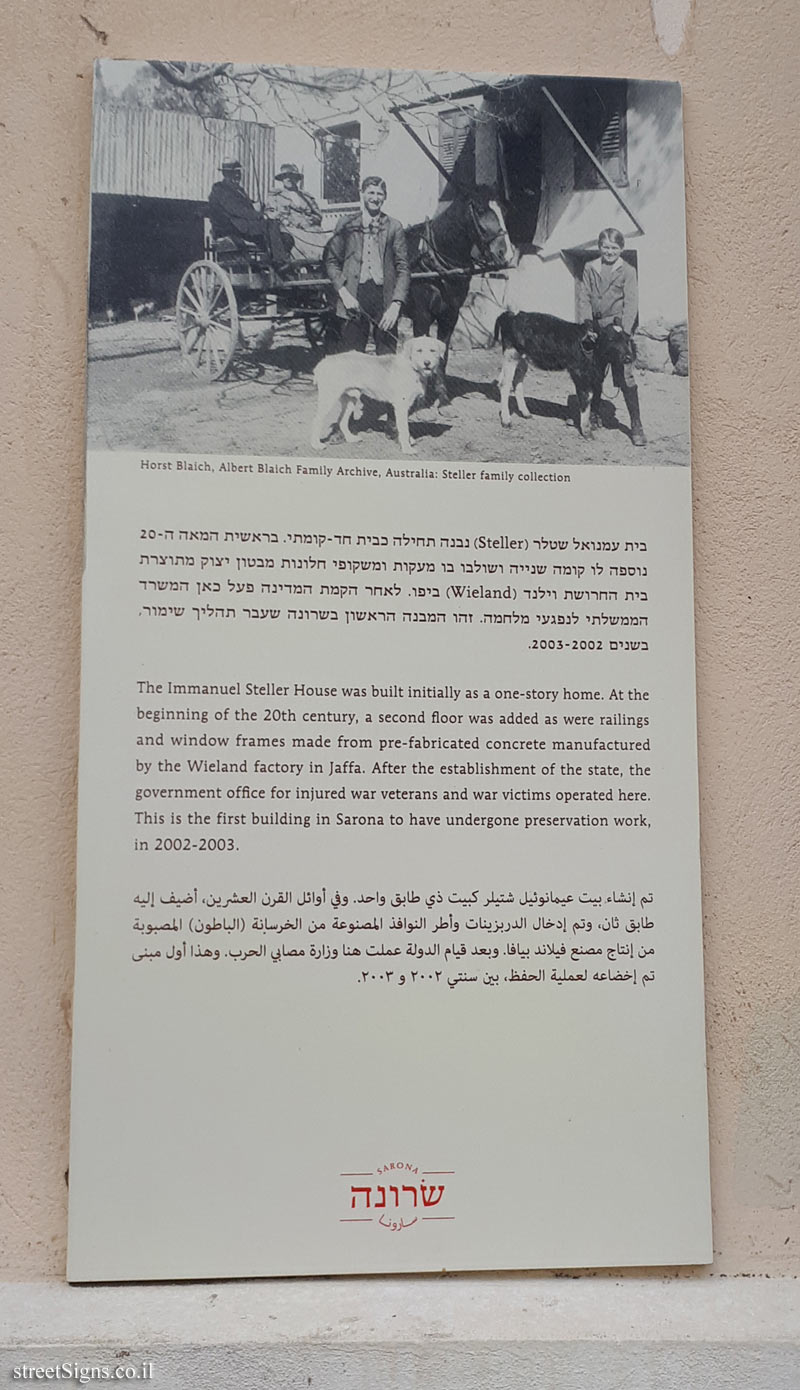 Horst Blaich, Albert Blaich Family Archive, Australia: Steller family collection
בית עמנואל שטלר (Steller) נבנה תחילה כבית חד-קומתי. בראשית המאה ה-20
נוספה לו קומה שנייה ושולבו בו מעקות ומשקופי חלונות מבטון יצוק מתוצרת
בית החרושת וילנד (Wieland) ביפו. לאחר הקמת המדינה פעל כאן המשרד
הממשלתי לנפגעי מלחמה. זהו המבנה הראשון בשרונה שעבר תהליך שימור,
בשנים 2003-2002.
The Immanuel Steller House was built initially as a one-story home. At the
beginning of the 20th century, a second floor was added as were railings
and window frames made from pre-fabricated concrete manufactured
by the Wieland factory in Jaffa. After the establishment of the state, the
government office for injured war veterans and war victims operated here.
This is the first building in Sarona to have undergone preservation work,
in 2002-2003.
تم إنشاء بيت عيمانوئيل شتيلر كبيت ذي طابق واحد. وفي أوائل القرن العشرين، أضيف إليه
طابق ثان، وتم إدخال الدربزينات وأطر النوافذ المصنوعة من الخرسانة (الباطون) المصبوبة
من إنتاج مصنع فيلاند بيافا. وبعد قيام الدولة عملت هنا وزارة مصابي الحرب. وهذا أول مبنى
تم إخضاعه لعملية الحفظ، بين سنتي ٢٠٠٢ و ٢٠٠٣.
SARONA
שׂרונה
سارونا
streetSigns.co.il